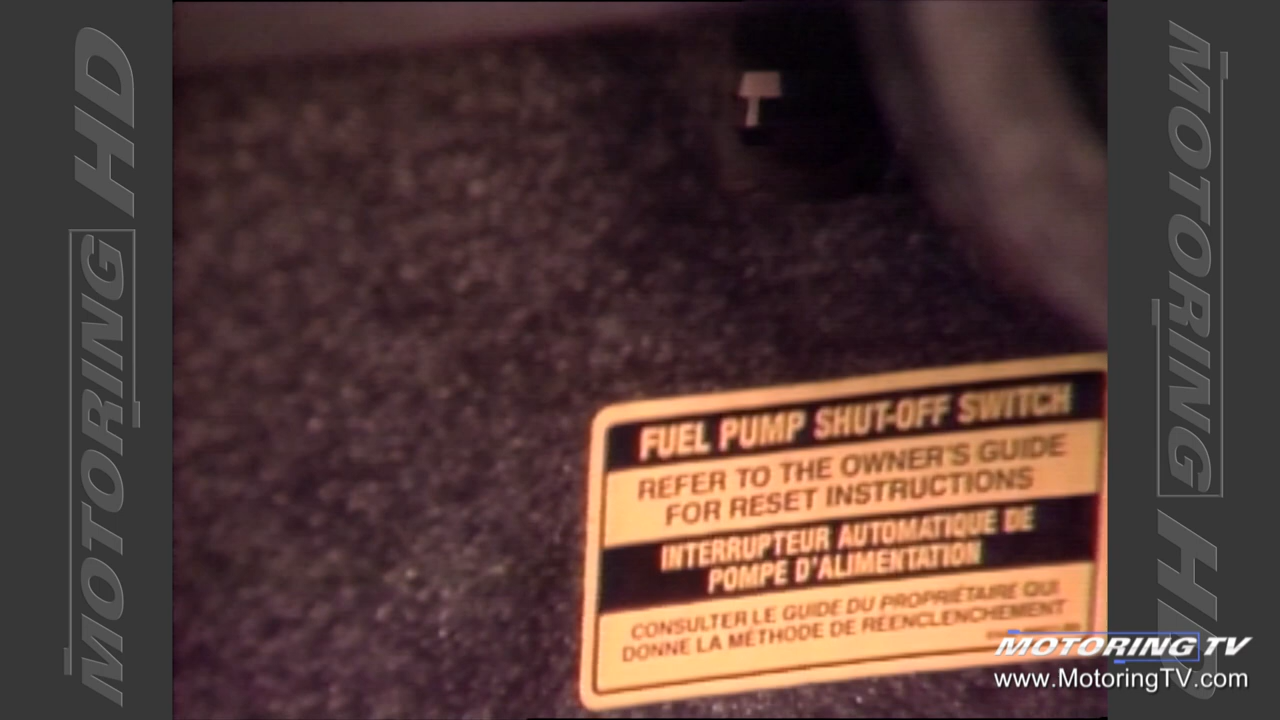 MOTORING HD
FUEL PUMP SHUT-OFF SWITCH
REFER TO THE OWNER'S GUIDE
FOR RESET INSTRUCTIONS
INTERRUPTEUR AUTOMATIQUE DE
POMPE D'ALIMENTATION
CONSULTER LE GUIDE DU PROPRIÉTAIRE QUI
DONNE LA MÉTHODE DE RÉENCLENCHEMENT
MOTORING TV
www.MotoringTV.com
MOTORING HD